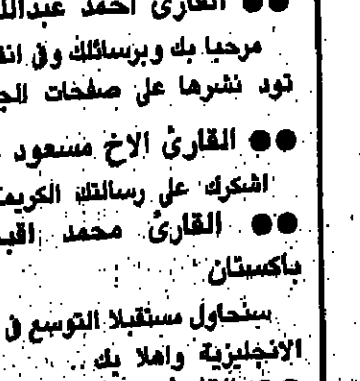 ●● القارئ احمد عبدالله
مرحبا بك وبرسائلك وفي
تود نشرها على صفحات
●● القارئ الاخ مسعود
اشكرك على رسالتك الكريمة
●● القارئ محمد اقبال
باكستان
سنحاول مستقبلا التوسع في
الانجليزية واهلا بك ..